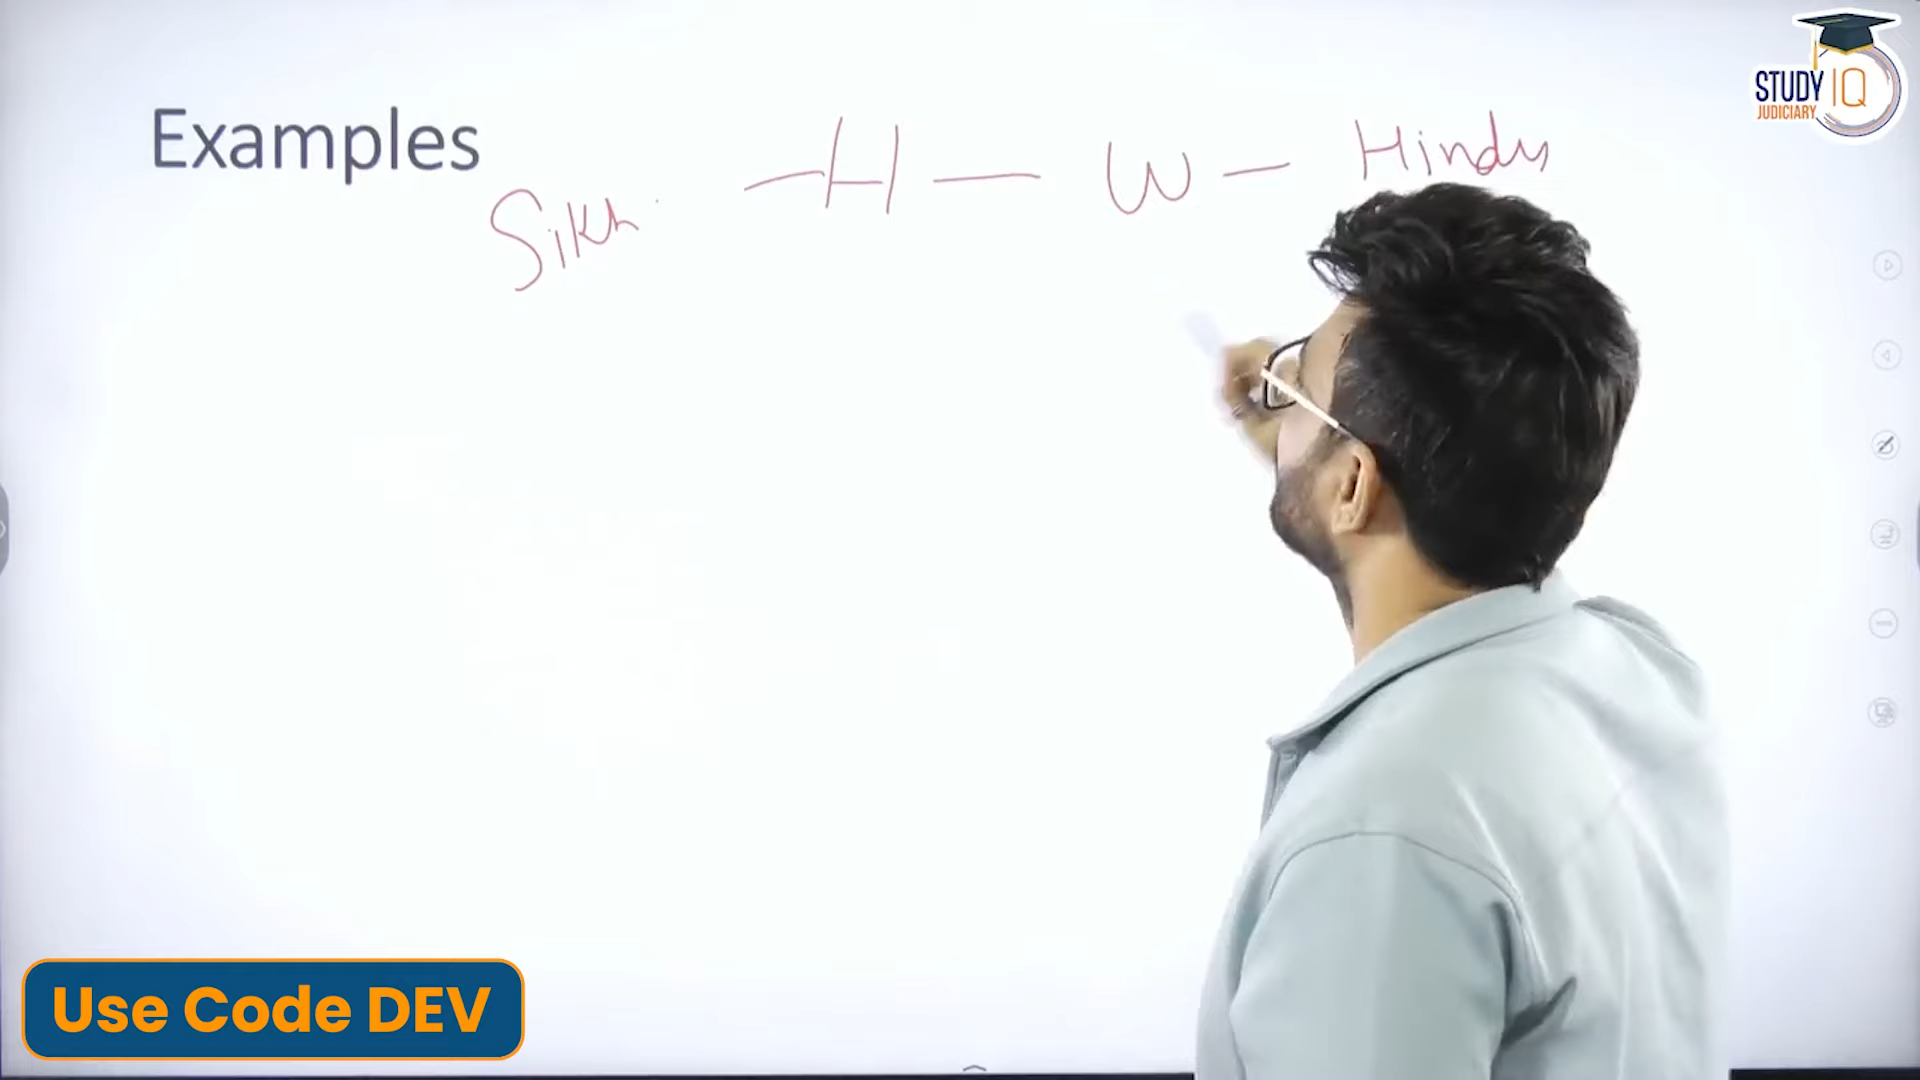 Examples
Sikh — H — W — Hindu
STUDY IQ
JUDICIARY
Use Code DEV